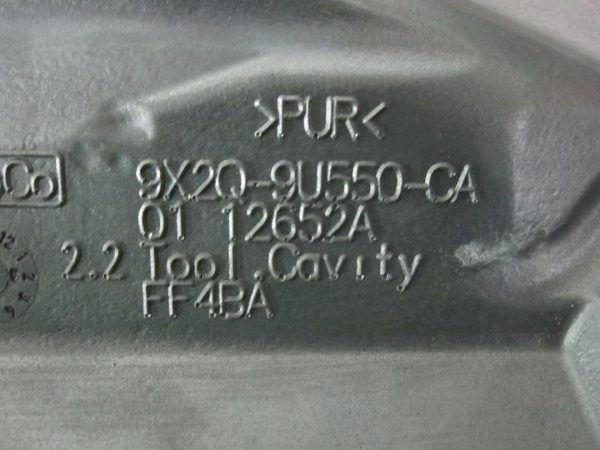 >PUR<
9X2Q-9U550-CA
01 12652A
2.2 Tool.Cavity
FF4BA